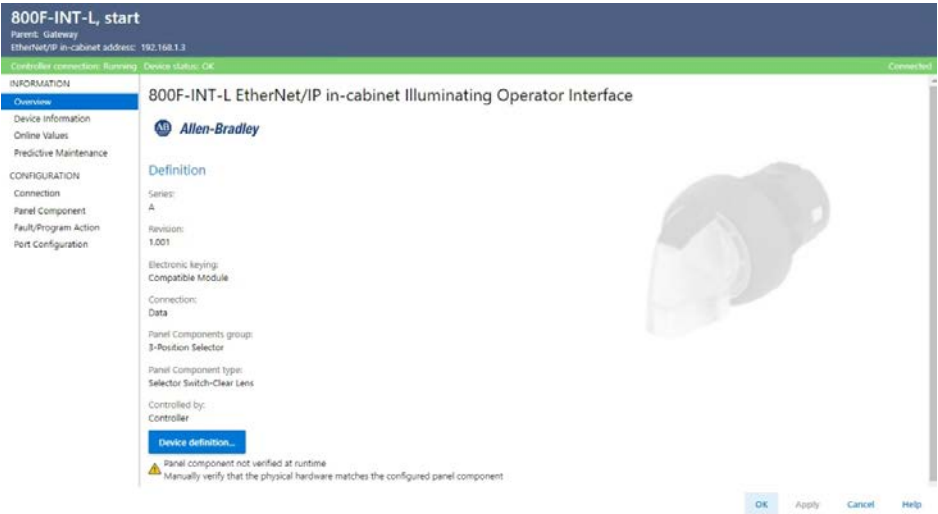 800F-INT-L, start
Parent: Gateway
EtherNet/IP in-cabinet address: 192.168.1.3
Controller connection: Running Device status: OK Connected
INFORMATION
Overview
Device Information
Online Values
Predictive Maintenance
CONFIGURATION
Connection
Panel Component
Fault/Program Action
Port Configuration
800F-INT-L EtherNet/IP in-cabinet Illuminating Operator Interface
AB Allen-Bradley
Definition
Series:
A
Revision:
1.001
Electronic keying:
Compatible Module
Connection:
Data
Panel Components group:
3-Position Selector
Panel Component type:
Selector Switch-Clear Lens
Controlled by:
Controller
Device definition...
Panel component not verified at runtime
Manually verify that the physical hardware matches the configured panel component
OK Apply Cancel Help